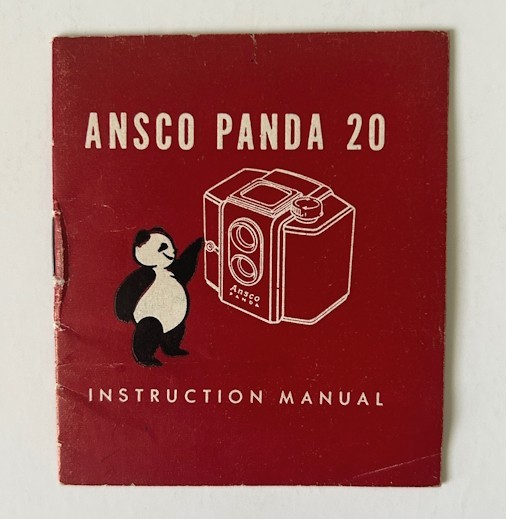 ANSCO PANDA 20
Ansco
PANDA
INSTRUCTION MANUAL